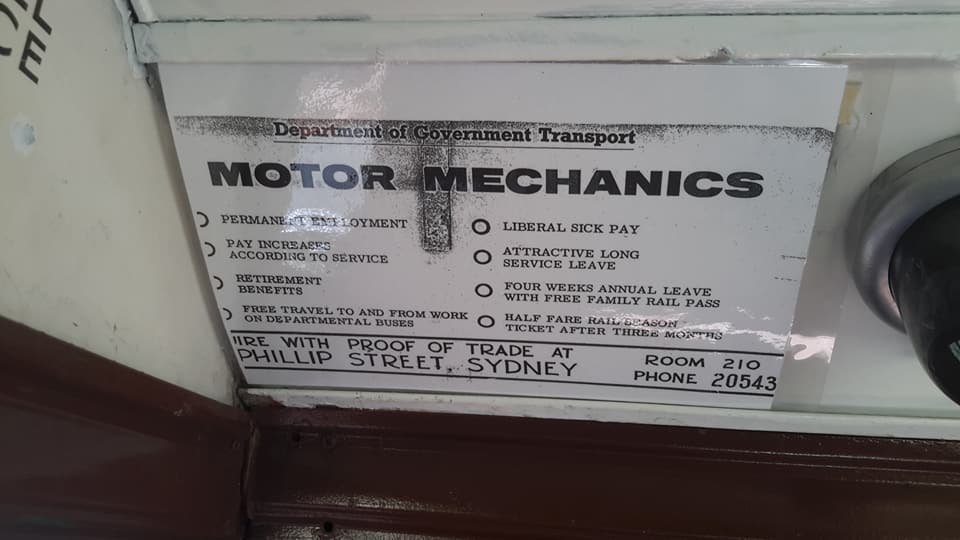 Department of Government Transport
MOTOR MECHANICS
PERMANENT EMPLOYMENT
PAY INCREASES
ACCORDING TO SERVICE
RETIREMENT
BENEFITS
FREE TRAVEL TO AND FROM WORK
ON DEPARTMENTAL BUSES
LIBERAL SICK PAY
ATTRACTIVE LONG
SERVICE LEAVE
FOUR WEEKS ANNUAL LEAVE
WITH FREE FAMILY RAIL PASS
HALF FARE RAIL SEASON
TICKET AFTER THREE MONTHS
WITH PROOF OF TRADE AT
PHILLIP STREET, SYDNEY
ROOM 210
PHONE 20543